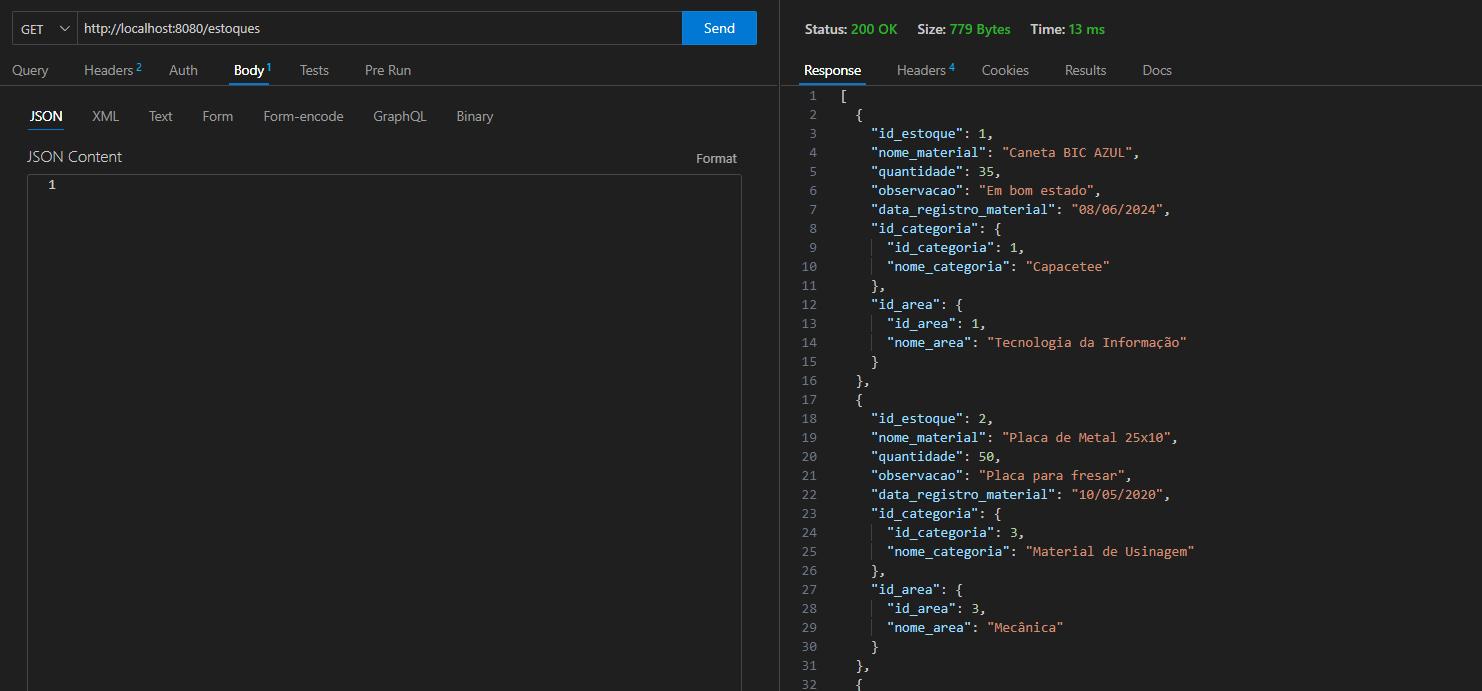 GET http://localhost:8080/estoques Send
Query Headers 2 Auth Body 1 Tests Pre Run
JSON XML Text Form Form-encode GraphQL Binary
JSON Content Format
1
Status: 200 OK Size: 779 Bytes Time: 13 ms
Response Headers 4 Cookies Results Docs
1 [
2 {
3 "id_estoque": 1,
4 "nome_material": "Caneta BIC AZUL",
5 "quantidade": 35,
6 "observacao": "Em bom estado",
7 "data_registro_material": "08/06/2024",
8 "id_categoria": {
9 "id_categoria": 1,
10 "nome_categoria": "Capacetee"
11 },
12 "id_area": {
13 "id_area": 1,
14 "nome_area": "Tecnologia da Informação"
15 }
16 },
17 {
18 "id_estoque": 2,
19 "nome_material": "Placa de Metal 25x10",
20 "quantidade": 50,
21 "observacao": "Placa para fresar",
22 "data_registro_material": "10/05/2020",
23 "id_categoria": {
24 "id_categoria": 3,
25 "nome_categoria": "Material de Usinagem"
26 },
27 "id_area": {
28 "id_area": 3,
29 "nome_area": "Mecânica"
30 }
31 },
32 {